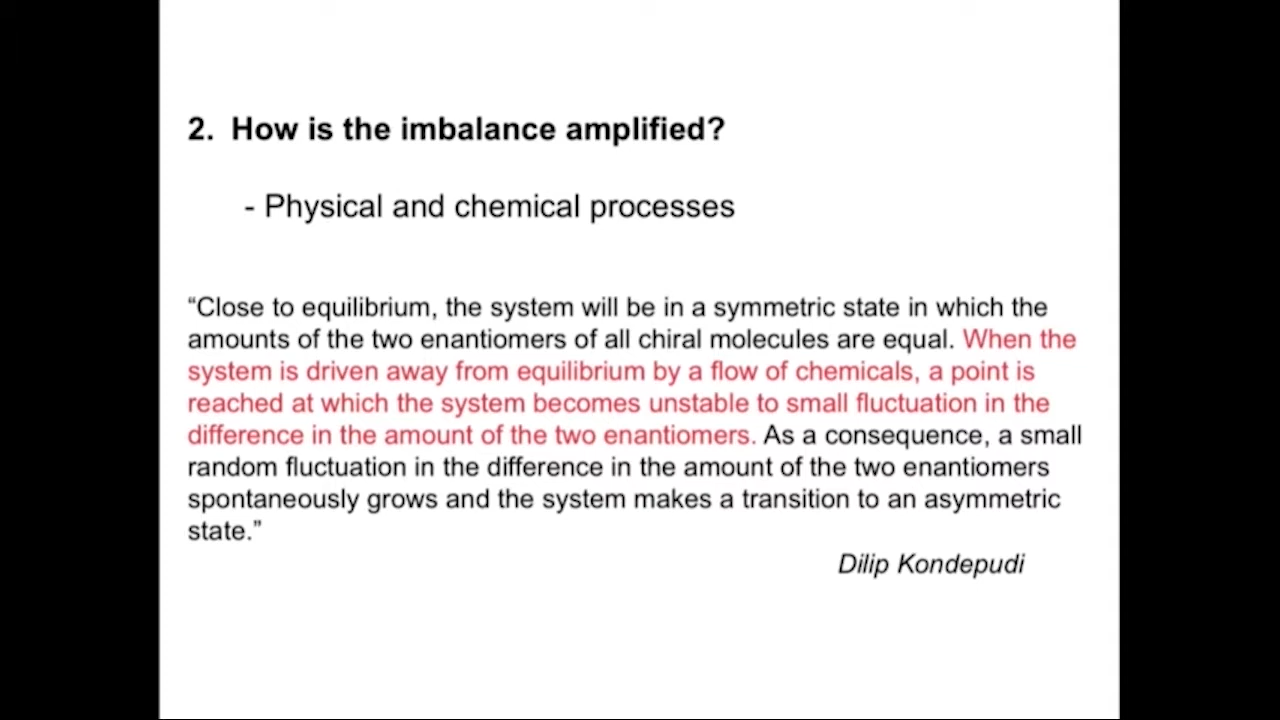 2. How is the imbalance amplified?
- Physical and chemical processes
“Close to equilibrium, the system will be in a symmetric state in which the
amounts of the two enantiomers of all chiral molecules are equal. When the
system is driven away from equilibrium by a flow of chemicals, a point is
reached at which the system becomes unstable to small fluctuation in the
difference in the amount of the two enantiomers. As a consequence, a small
random fluctuation in the difference in the amount of the two enantiomers
spontaneously grows and the system makes a transition to an asymmetric
state.”
Dilip Kondepudi